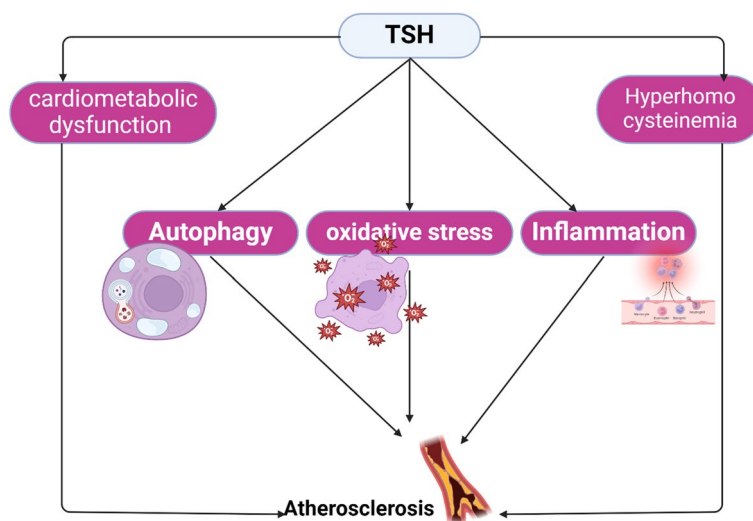 TSH
cardiometabolic
dysfunction
Hyperhomo
cysteinemia
Autophagy
oxidative stress
Inflammation
Atherosclerosis